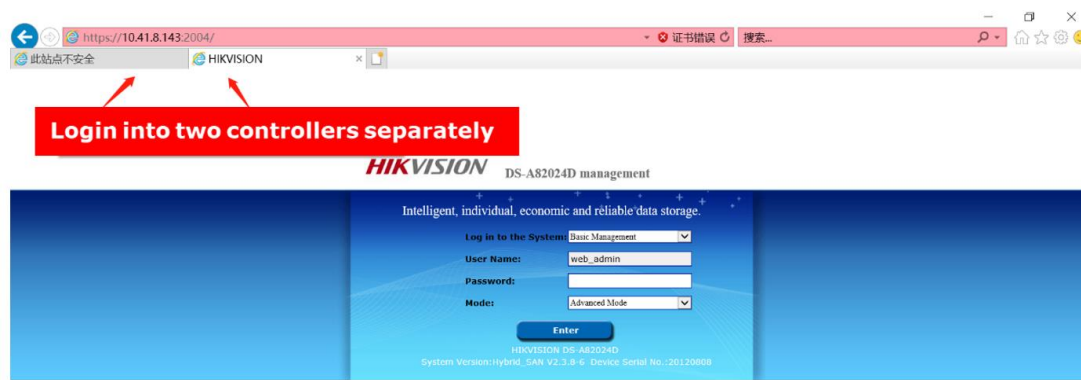 https://10.41.8.143:2004/ 证书错误 搜索...
此站点不安全 HIKVISION
Login into two controllers separately
HIKVISION DS-A82024D management
Intelligent, individual, economic and reliable data storage.
Log in to the System: Basic Management
User Name: web_admin
Password:
Mode: Advanced Mode
Enter
HIKVISION DS-A82024D
System Version:Hybrid_SAN V2.3.8-6 Device Serial No.:20120808